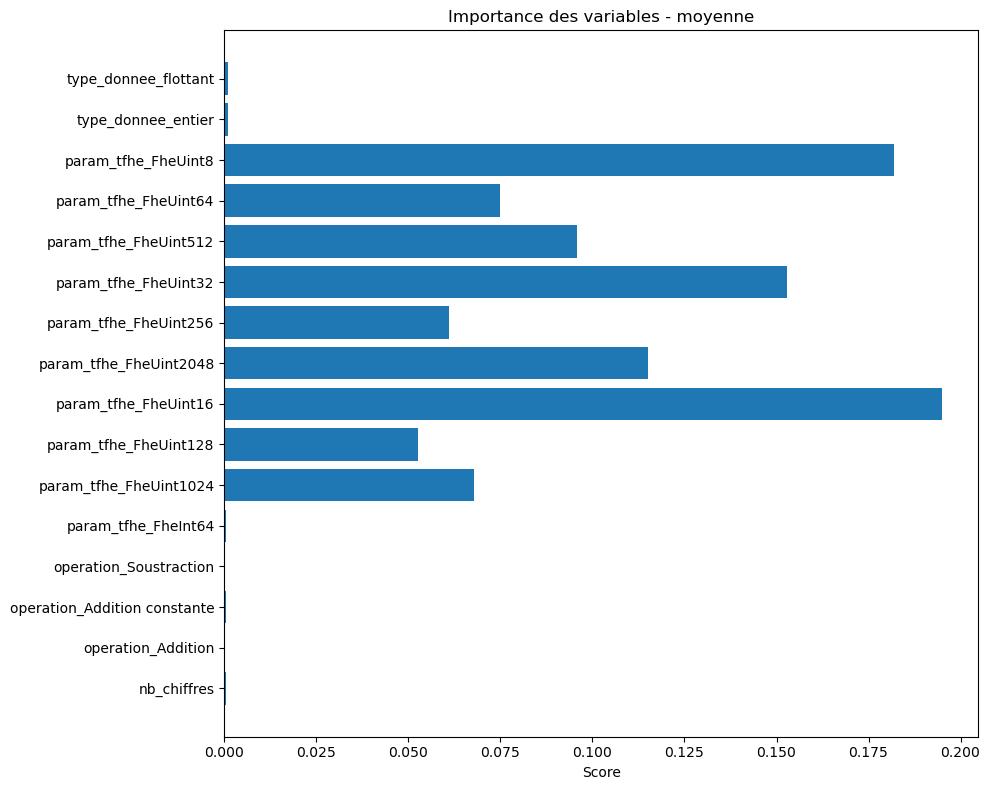 Importance des variables - moyenne
type_donnee_flottant
type_donnee_entier
param_tfhe_FheUint8
param_tfhe_FheUint64
param_tfhe_FheUint512
param_tfhe_FheUint32
param_tfhe_FheUint256
param_tfhe_FheUint2048
param_tfhe_FheUint16
param_tfhe_FheUint128
param_tfhe_FheUint1024
param_tfhe_FheInt64
operation_Soustraction
operation_Addition constante
operation_Addition
nb_chiffres
0.000 0.025 0.050 0.075 0.100 0.125 0.150 0.175 0.200
Score